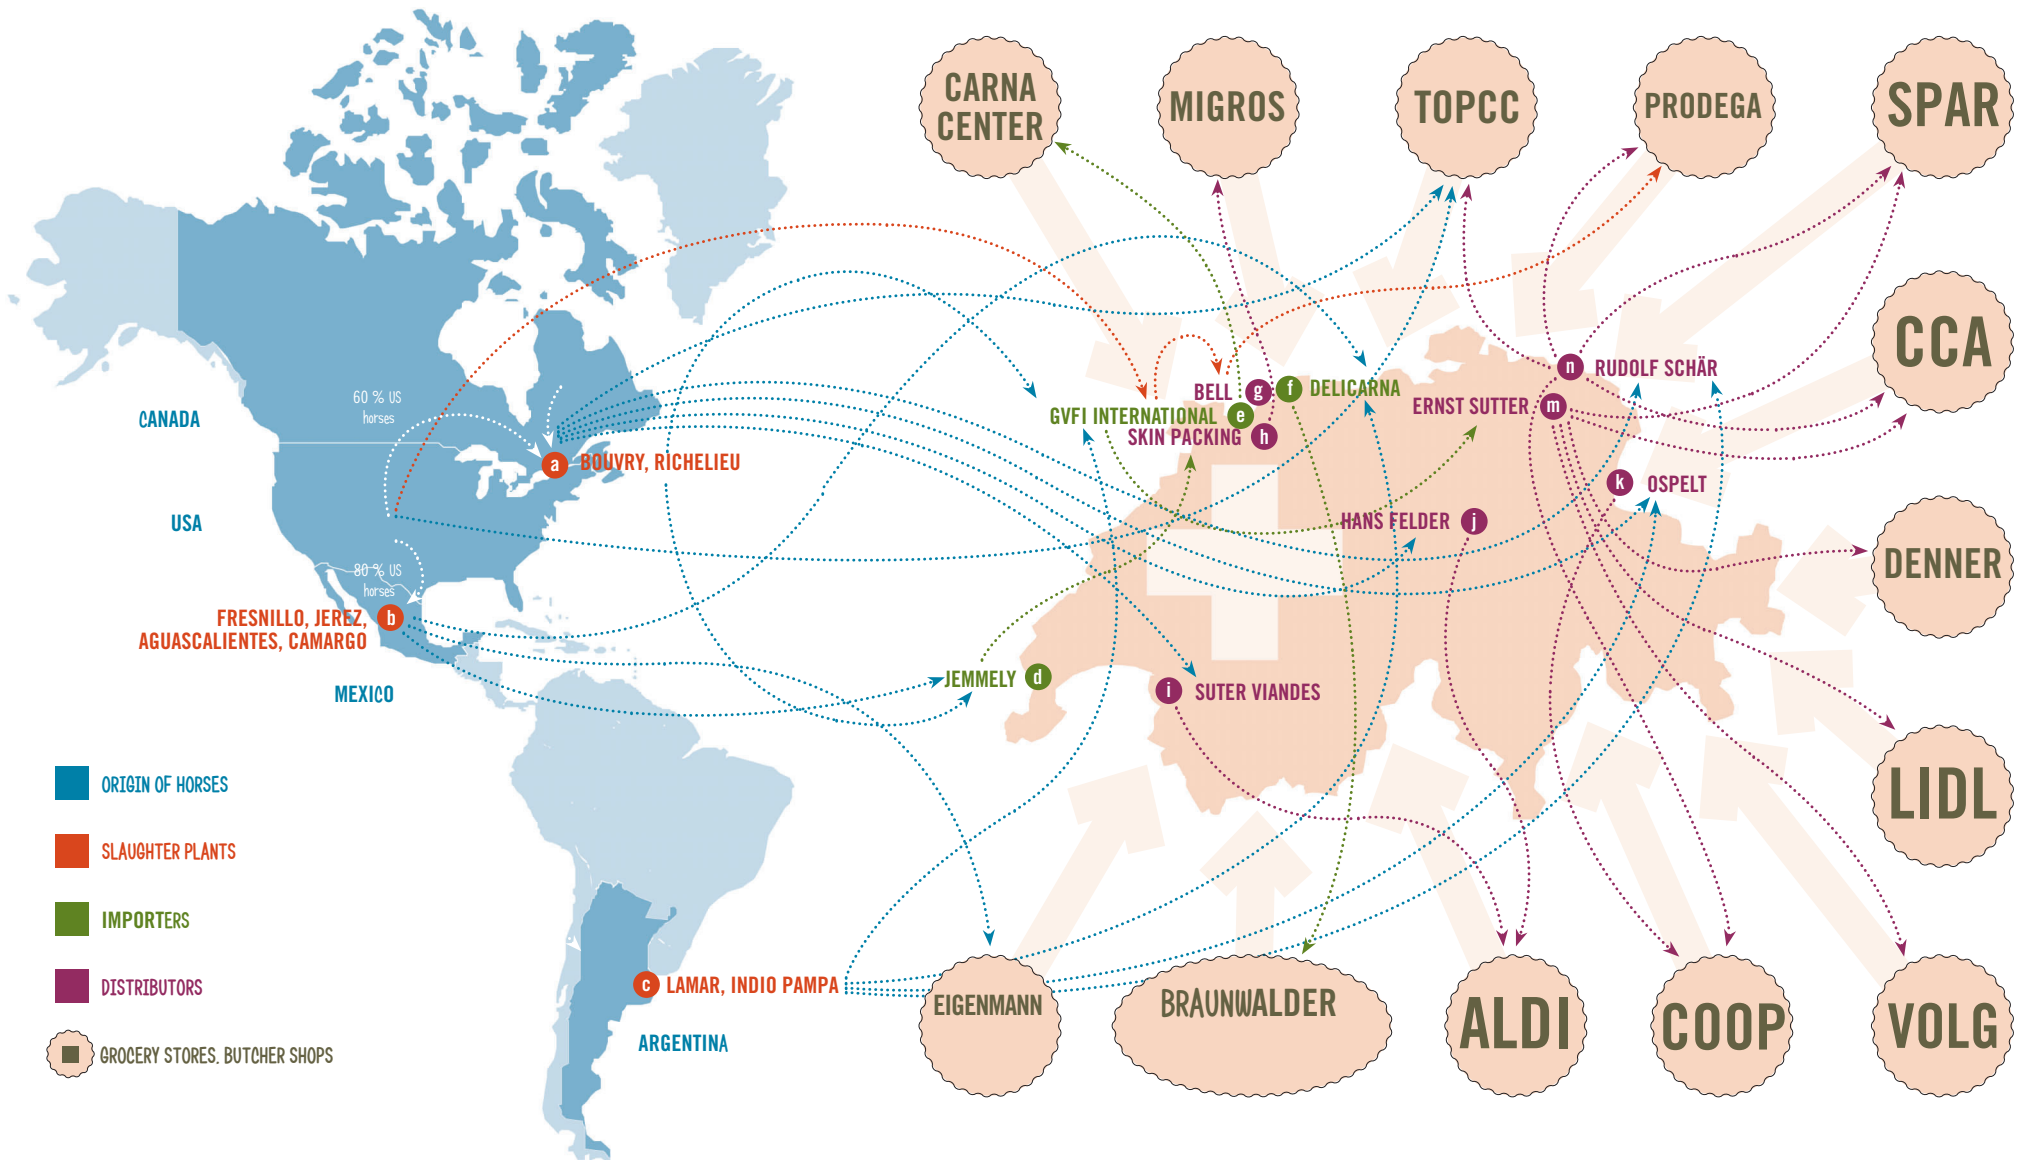 CARNA
CENTER
MIGROS
TOPCC
PRODEGA
SPAR
CCA
DENNER
LIDL
VOLG
COOP
ALDI
BRAUNWALDER
EIGENMANN
CANADA
60 % US
horses
a
BOUVRY, RICHELIEU
USA
80 % US
horses
FRESNILLO, JEREZ,
AGUASCALIENTES, CAMARGO
b
MEXICO
c
LAMAR, INDIO PAMPA
ARGENTINA
BELL
g
f
DELICARNA
GVFI INTERNATIONAL
e
SKIN PACKING
h
n
RUDOLF SCHÄR
ERNST SUTTER
m
k
OSPELT
HANS FELDER
j
JEMMELY
d
i
SUTER VIANDES
ORIGIN OF HORSES
SLAUGHTER PLANTS
IMPORTERS
DISTRIBUTORS
GROCERY STORES. BUTCHER SHOPS